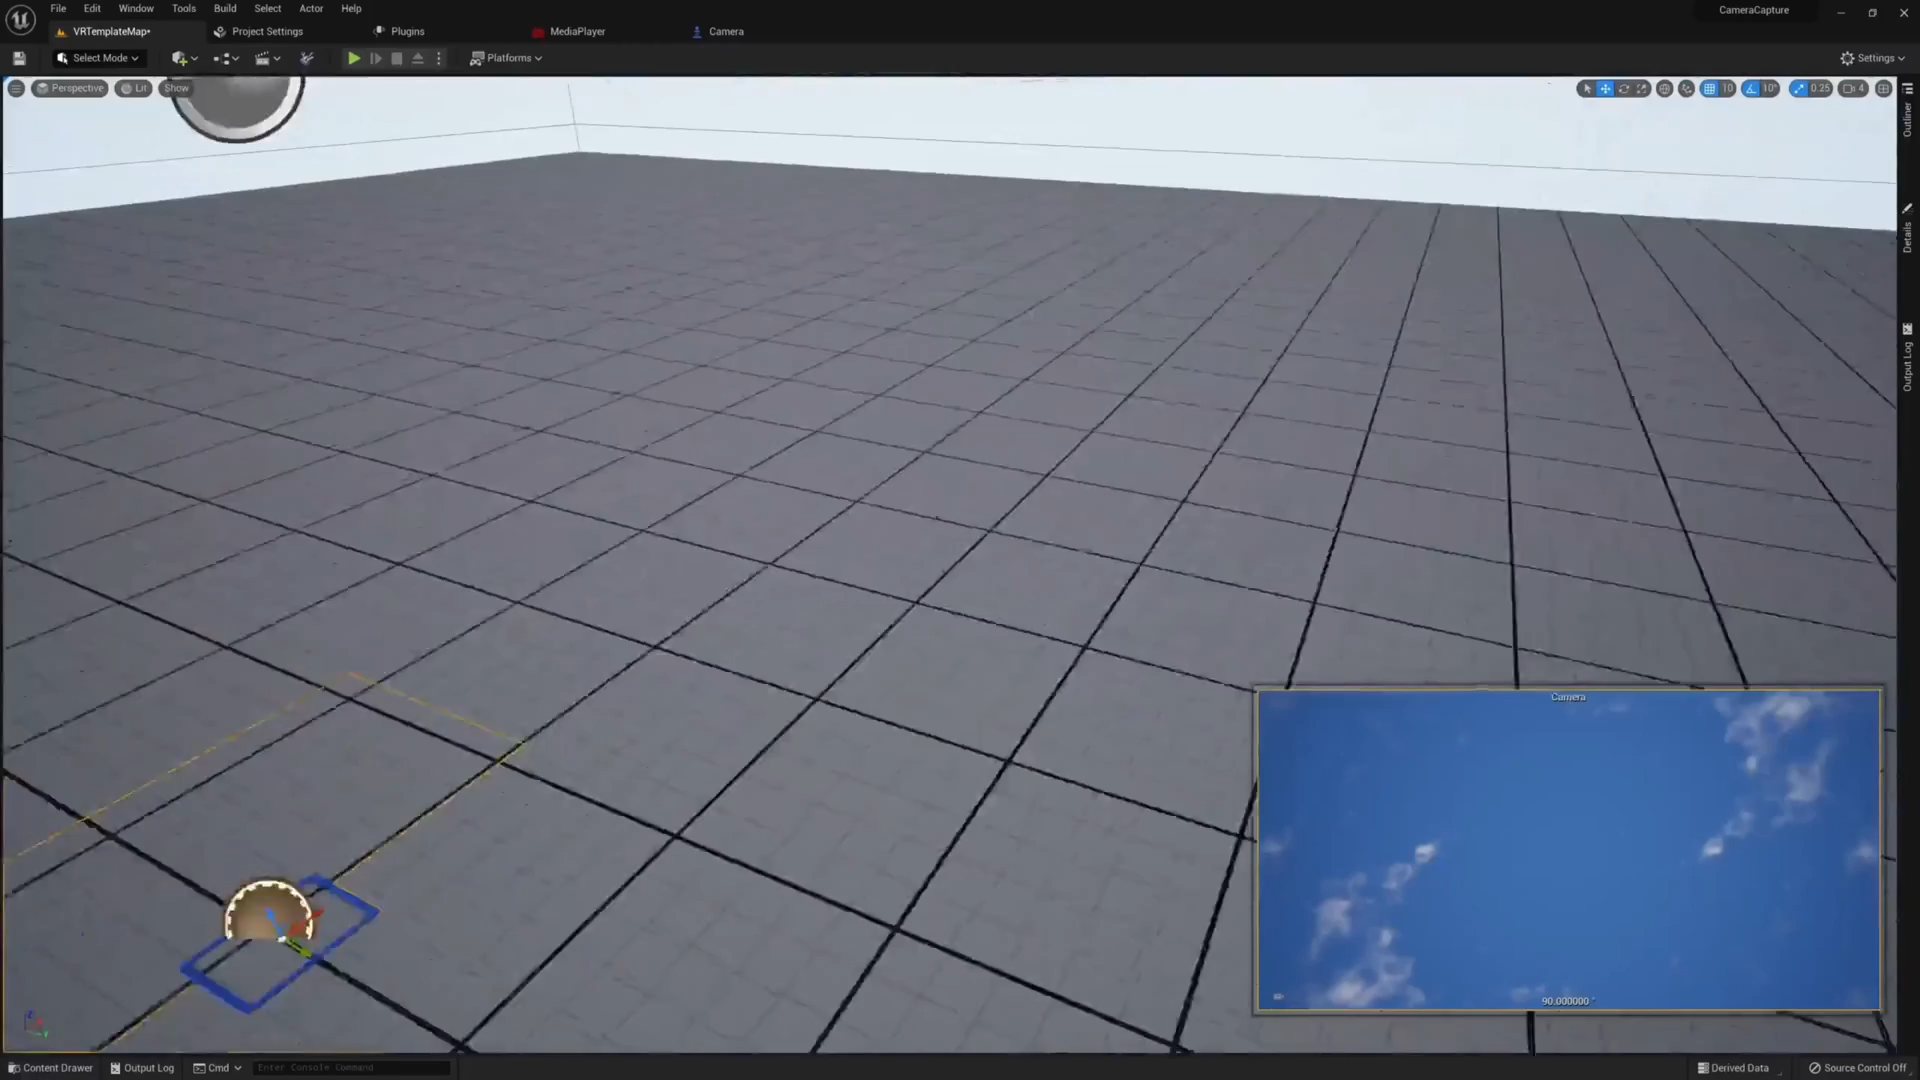 File Edit Window Tools Build Select Actor Help
CameraCapture
VRTemplateMap•
Project Settings
Plugins
MediaPlayer
Camera
Select Mode
Platforms
Settings
Perspective
Lit
Show
10
10°
0.25
4
Outliner
Details
Output Log
Camera
90.000000 °
Content Drawer
Output Log
Cmd
Enter Console Command
Derived Data
Source Control Off